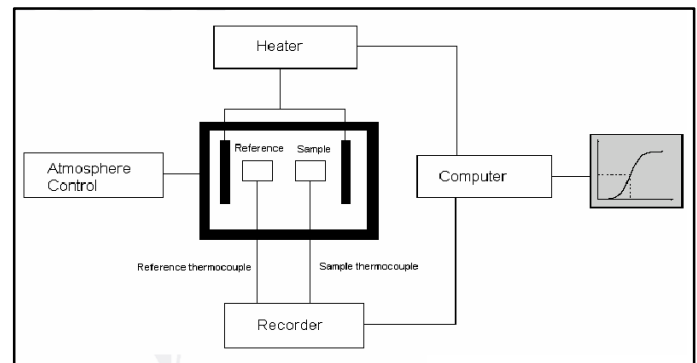 Heater
Reference
Sample
Atmosphere
Control
Computer
Reference thermocouple
Sample thermocouple
Recorder